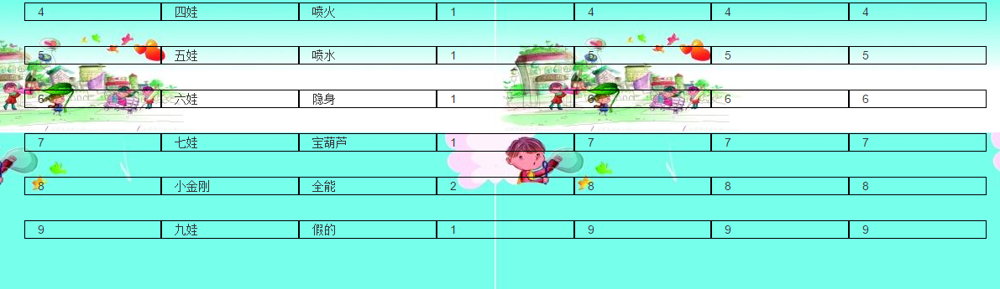 4 四娃 喷火 1 4 4 4
5 五娃 喷水 1 5 5 5
6 六娃 隐身 1 6 6 6
7 七娃 宝葫芦 1 7 7 7
8 小金刚 全能 2 8 8 8
9 九娃 假的 1 9 9 9